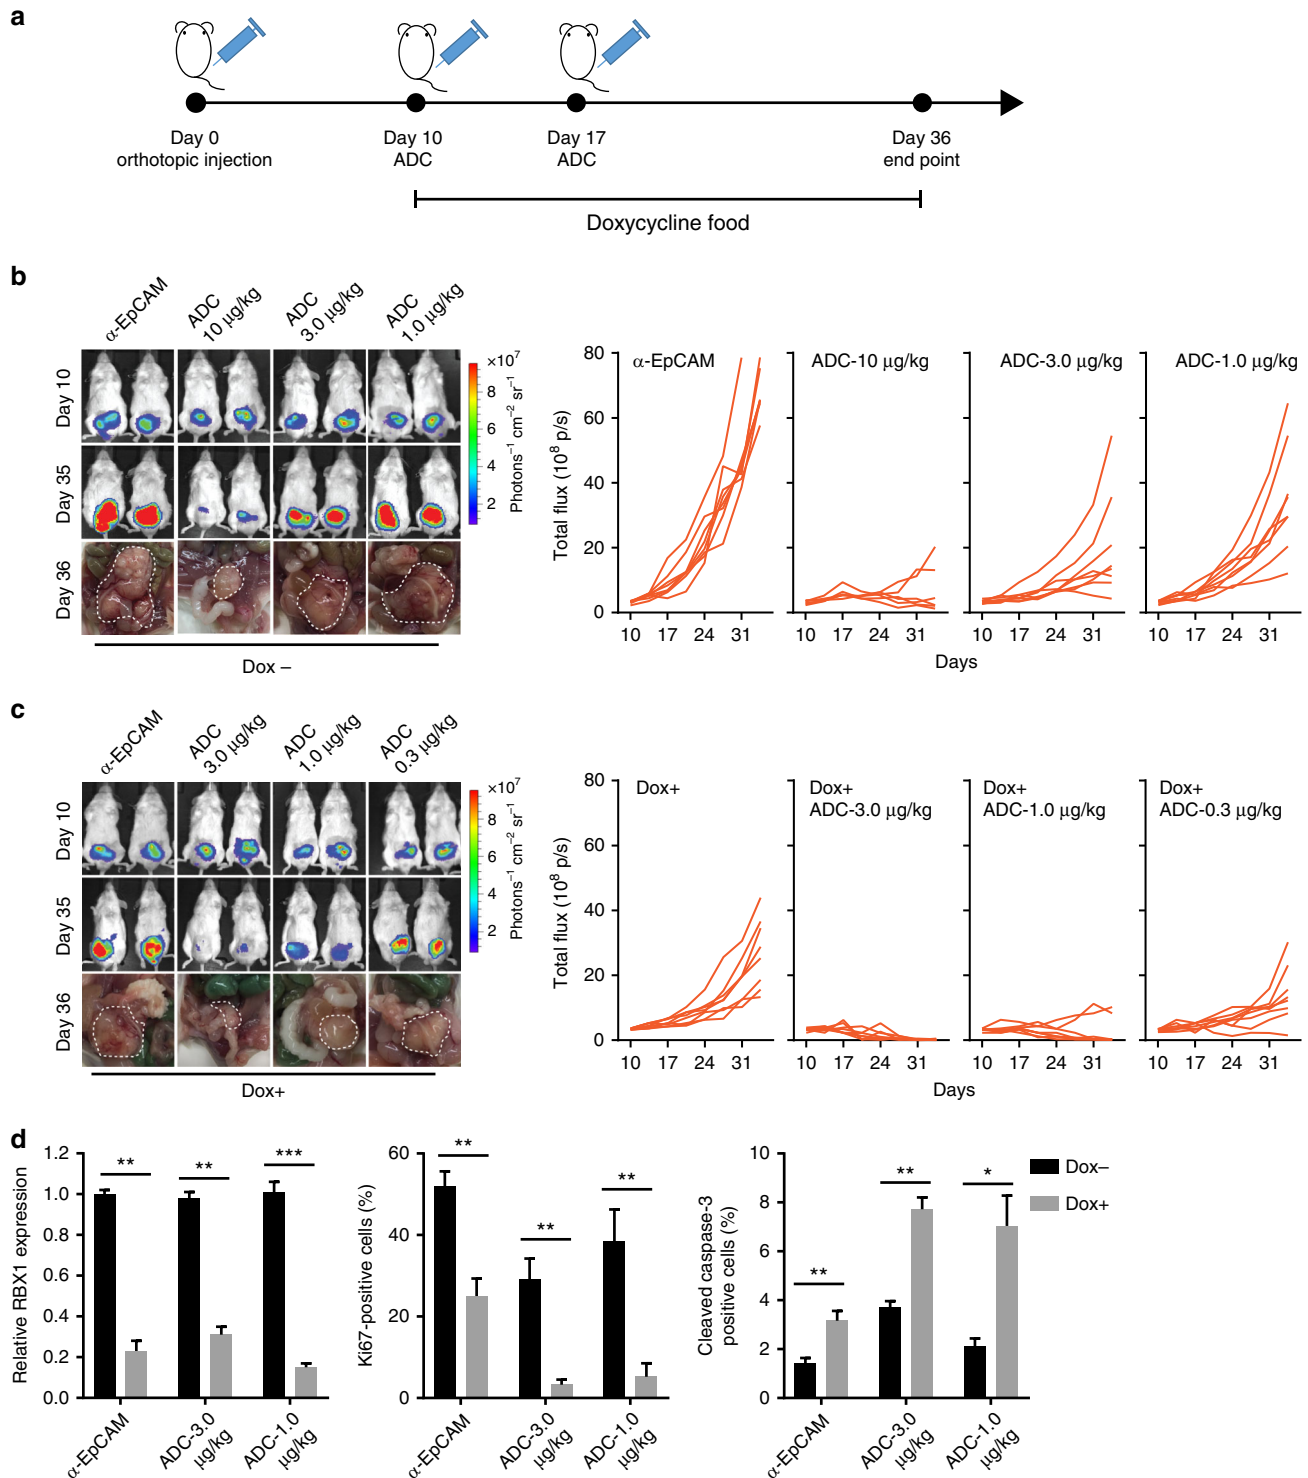 a
Day 0
orthotopic injection
Day 10
ADC
Day 17
ADC
Day 36
end point
Doxycycline food
b
α-EpCAM
ADC
10 µg/kg
ADC
3.0 µg/kg
ADC
1.0 µg/kg
Day 10
Day 35
Day 36
×10⁷
8
6
4
2
Photons⁻¹ cm⁻² sr⁻¹
Dox –
Total flux (10⁸ p/s)
80
60
40
20
0
α-EpCAM
ADC-10 µg/kg
ADC-3.0 µg/kg
ADC-1.0 µg/kg
10 17 24 31
10 17 24 31
10 17 24 31
10 17 24 31
Days
c
α-EpCAM
ADC
3.0 µg/kg
ADC
1.0 µg/kg
ADC
0.3 µg/kg
Day 10
Day 35
Day 36
×10⁷
8
6
4
2
Photons⁻¹ cm⁻² sr⁻¹
Dox+
Total flux (10⁸ p/s)
80
60
40
20
0
Dox+
Dox+
ADC-3.0 µg/kg
Dox+
ADC-1.0 µg/kg
Dox+
ADC-0.3 µg/kg
10 17 24 31
10 17 24 31
10 17 24 31
10 17 24 31
Days
d
Relative RBX1 expression
1.2
1.0
0.8
0.6
0.4
0.2
0.0
** ** ***
α-EpCAM
ADC-3.0
µg/kg
ADC-1.0
µg/kg
Ki67-positive cells (%)
60
40
20
0
** ** **
α-EpCAM
ADC-3.0
µg/kg
ADC-1.0
µg/kg
Cleaved caspase-3
positive cells (%)
10
8
6
4
2
0
** ** *
α-EpCAM
ADC-3.0
µg/kg
ADC-1.0
µg/kg
Dox–
Dox+